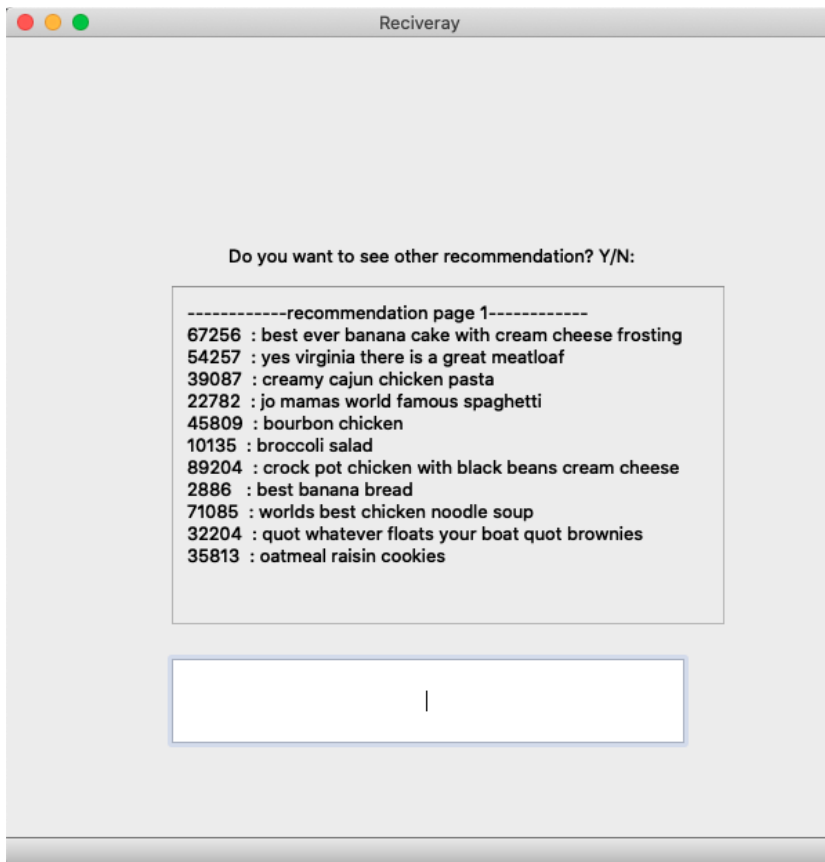 Reciveray
Do you want to see other recommendation? Y/N:
------------recommendation page 1------------
67256 : best ever banana cake with cream cheese frosting
54257 : yes virginia there is a great meatloaf
39087 : creamy cajun chicken pasta
22782 : jo mamas world famous spaghetti
45809 : bourbon chicken
10135 : broccoli salad
89204 : crock pot chicken with black beans cream cheese
2886 : best banana bread
71085 : worlds best chicken noodle soup
32204 : quot whatever floats your boat quot brownies
35813 : oatmeal raisin cookies